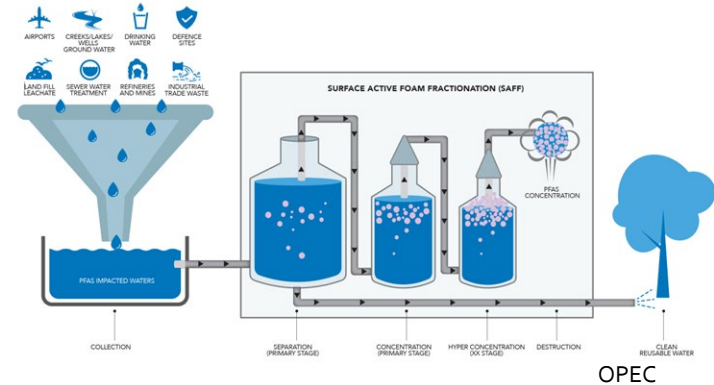 AIRPORTS
CREEKS/LAKES/
WELLS
GROUND WATER
DRINKING
WATER
DEFENCE
SITES
LAND FILL
LEACHATE
SEWER WATER
TREATMENT
REFINERIES
AND MINES
INDUSTRIAL
TRADE WASTE
SURFACE ACTIVE FOAM FRACTIONATION (SAFF)
PFAS
CONCENTRATION
PFAS IMPACTED WATERS
COLLECTION
SEPARATION
(PRIMARY STAGE)
CONCENTRATION
(PRIMARY STAGE)
HYPER CONCENTRATION
(XX STAGE)
DESTRUCTION
CLEAN
REUSABLE WATER
OPEC